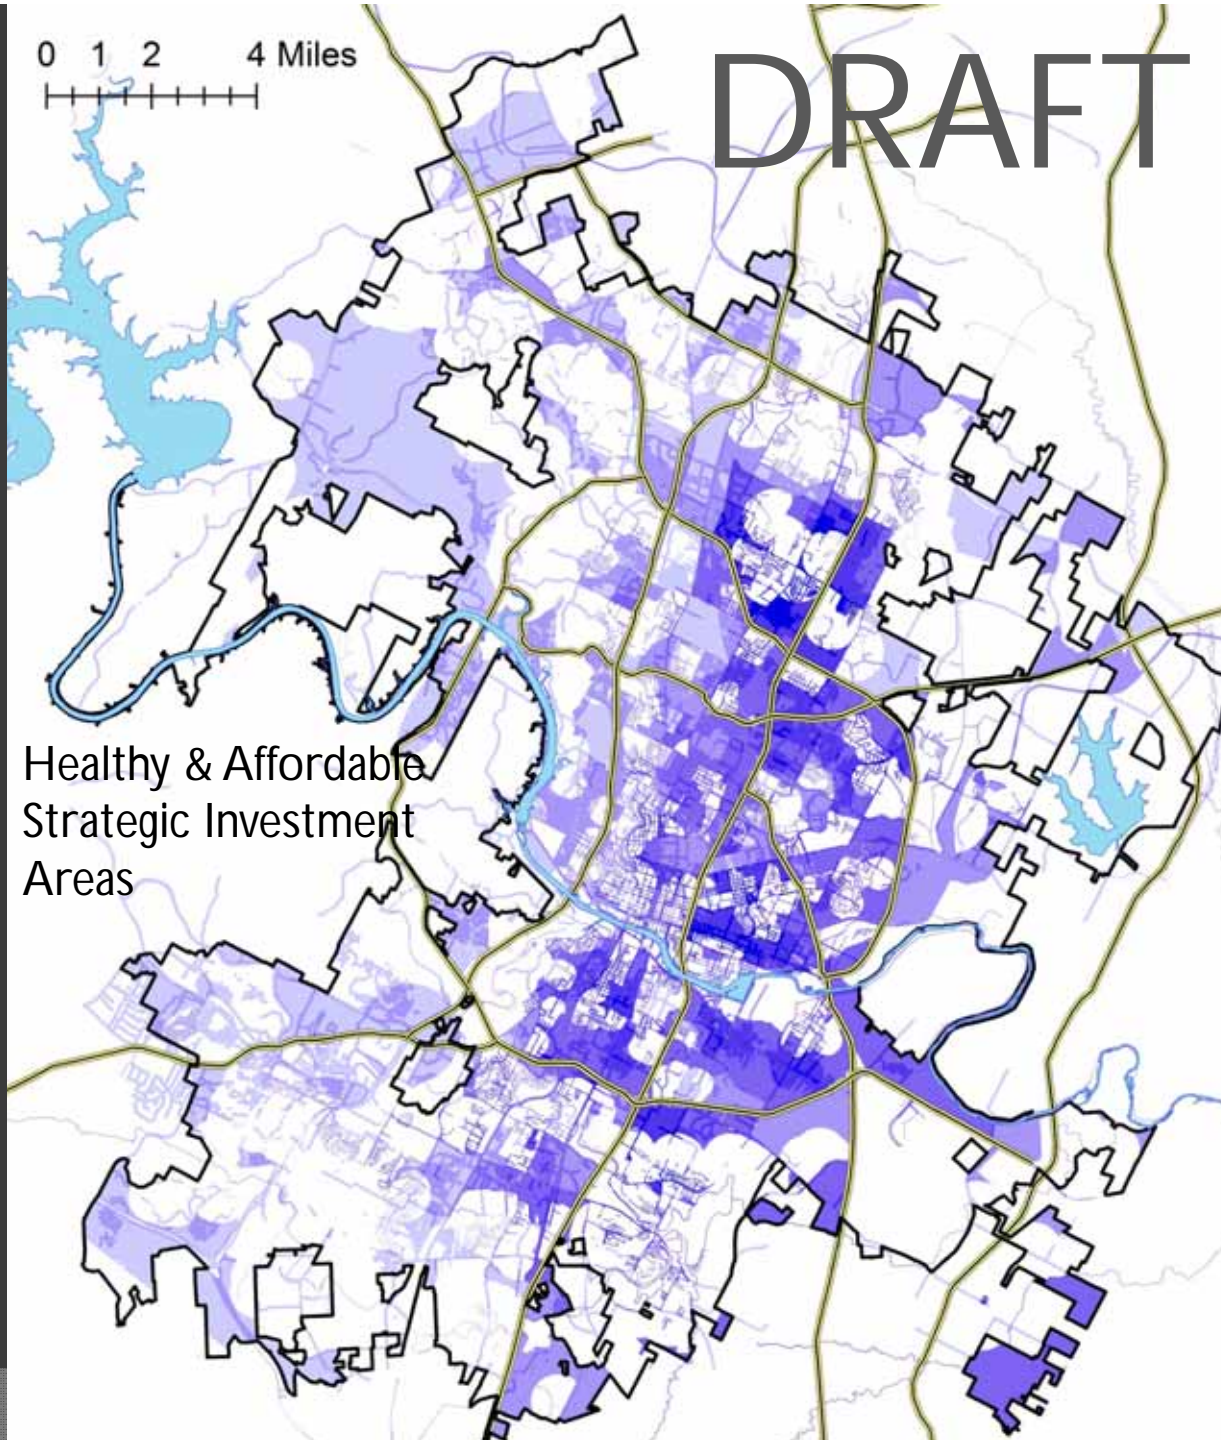 0 1 2 4 Miles
DRAFT
Healthy & Affordable
Strategic Investment
Areas